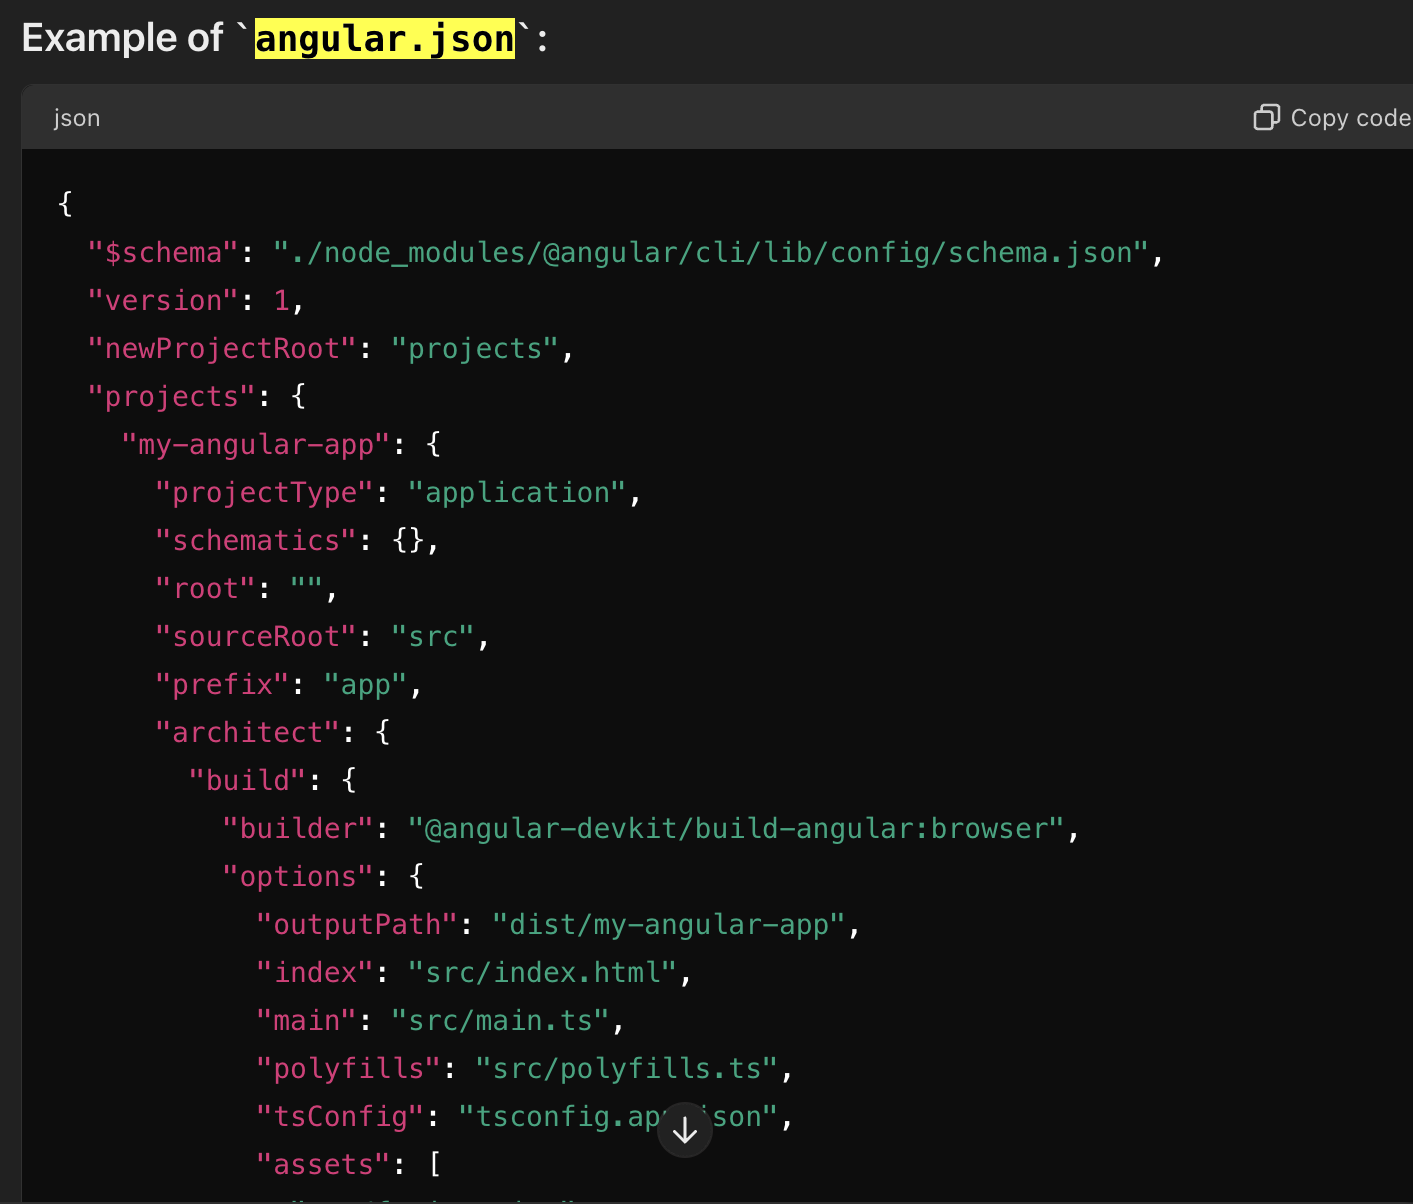 Example of `angular.json`:
json
Copy code
{
  "$schema": "./node_modules/@angular/cli/lib/config/schema.json",
  "version": 1,
  "newProjectRoot": "projects",
  "projects": {
    "my-angular-app": {
      "projectType": "application",
      "schematics": {},
      "root": "",
      "sourceRoot": "src",
      "prefix": "app",
      "architect": {
        "build": {
          "builder": "@angular-devkit/build-angular:browser",
          "options": {
            "outputPath": "dist/my-angular-app",
            "index": "src/index.html",
            "main": "src/main.ts",
            "polyfills": "src/polyfills.ts",
            "tsConfig": "tsconfig.app.json",
            "assets": [